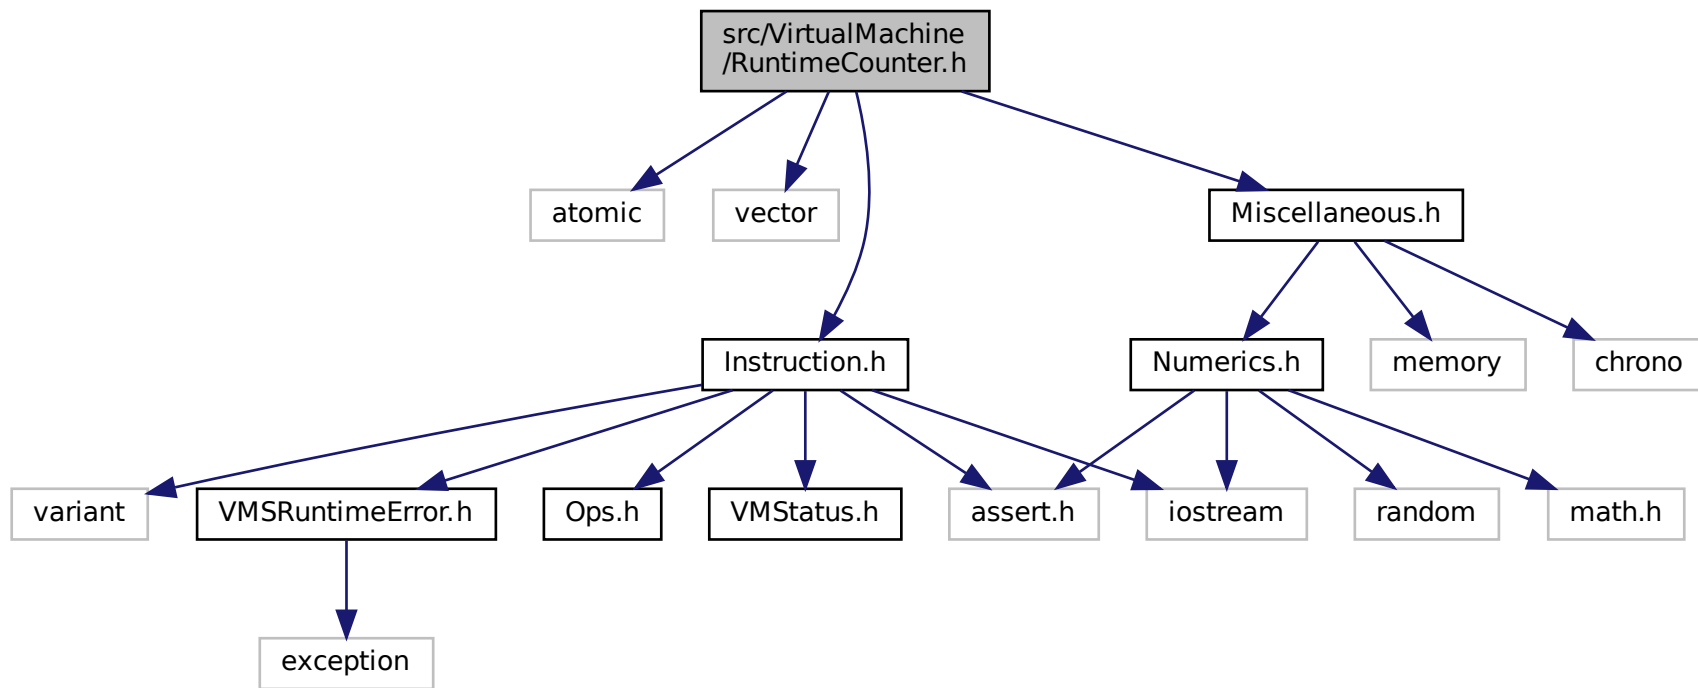 src/VirtualMachine
/RuntimeCounter.h
atomic
vector
Miscellaneous.h
Instruction.h
Numerics.h
memory
chrono
variant
VMSRuntimeError.h
Ops.h
VMStatus.h
assert.h
iostream
random
math.h
exception